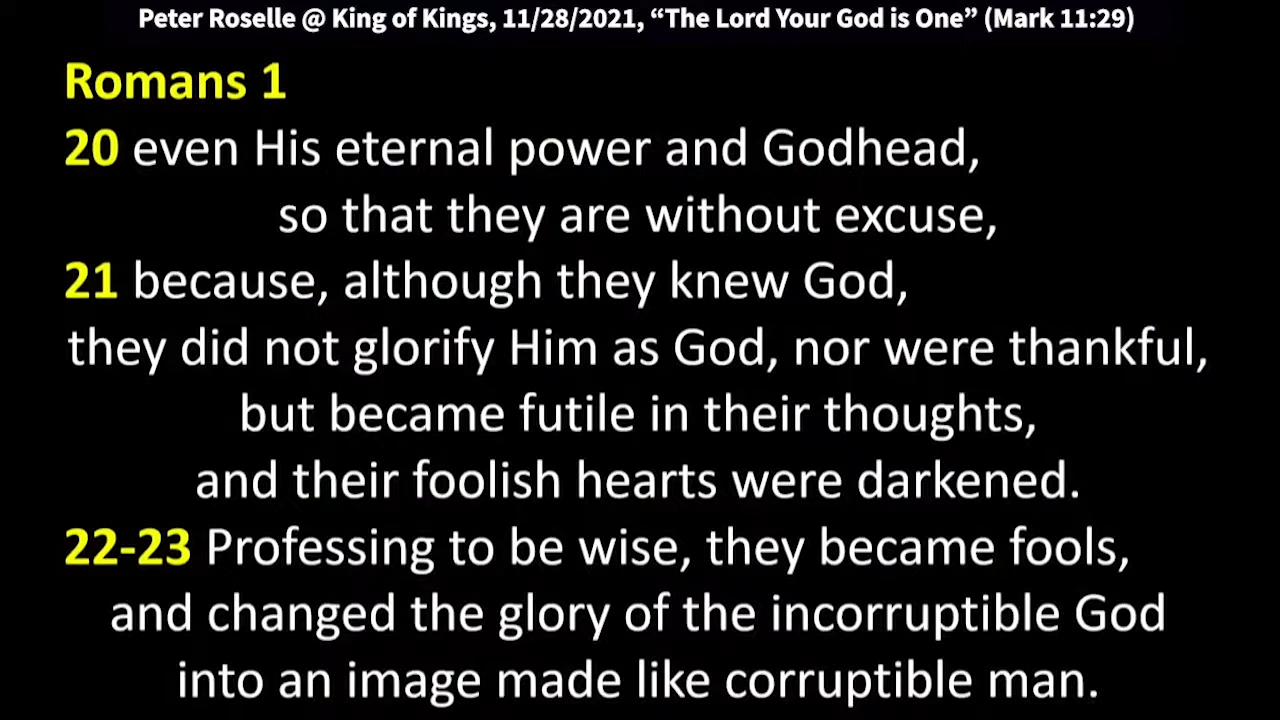 Peter Roselle @ King of Kings, 11/28/2021, “The Lord Your God is One” (Mark 11:29)
Romans 1
20 even His eternal power and Godhead,
so that they are without excuse,
21 because, although they knew God,
they did not glorify Him as God, nor were thankful,
but became futile in their thoughts,
and their foolish hearts were darkened.
22-23 Professing to be wise, they became fools,
and changed the glory of the incorruptible God
into an image made like corruptible man.